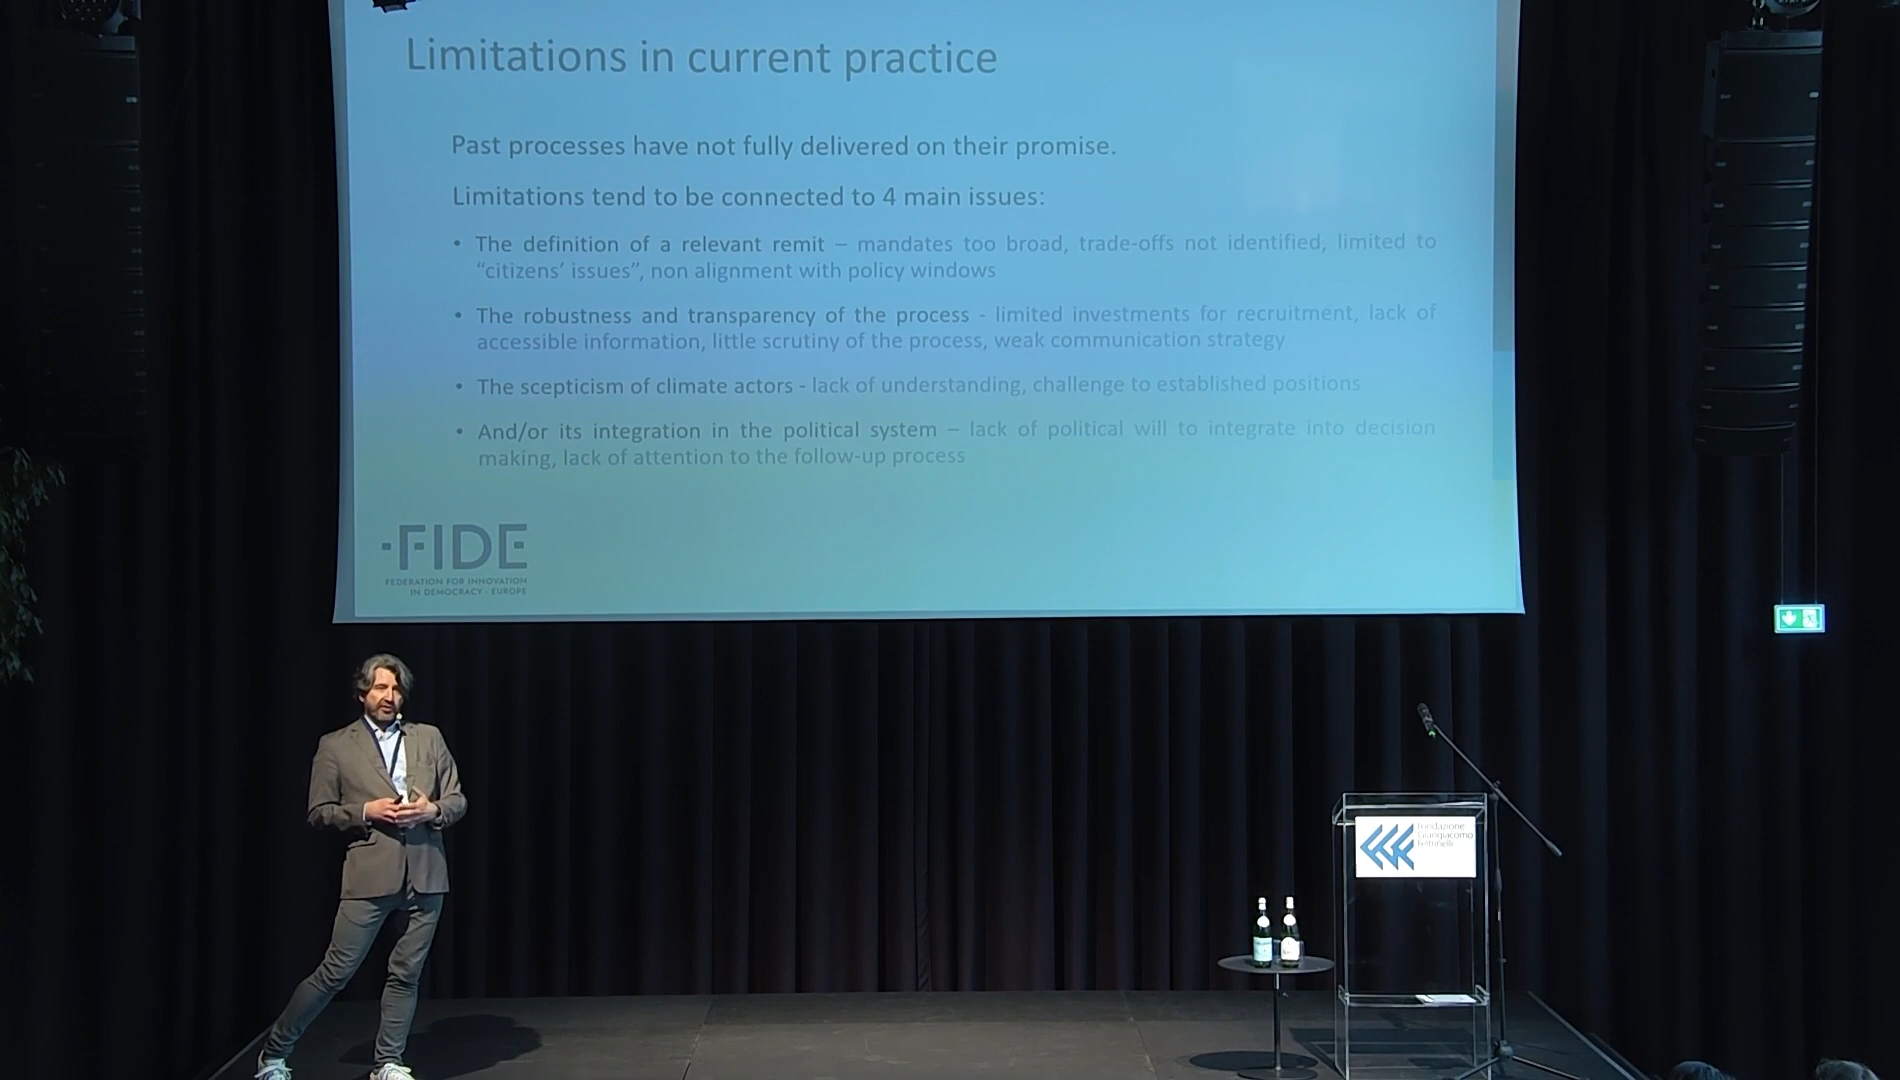 Limitations in current practice
Past processes have not fully delivered on their promise.
Limitations tend to be connected to 4 main issues:
• The definition of a relevant remit – mandates too broad, trade-offs not identified, limited to
“citizens’ issues”, non alignment with policy windows
• The robustness and transparency of the process - limited investments for recruitment, lack of
accessible information, little scrutiny of the process, weak communication strategy
• The scepticism of climate actors - lack of understanding, challenge to established positions
• And/or its integration in the political system – lack of political will to integrate into decision
making, lack of attention to the follow-up process
·FIDE
FEDERATION FOR INNOVATION
IN DEMOCRACY - EUROPE
Fondazione
Giangiacomo
Feltrinelli